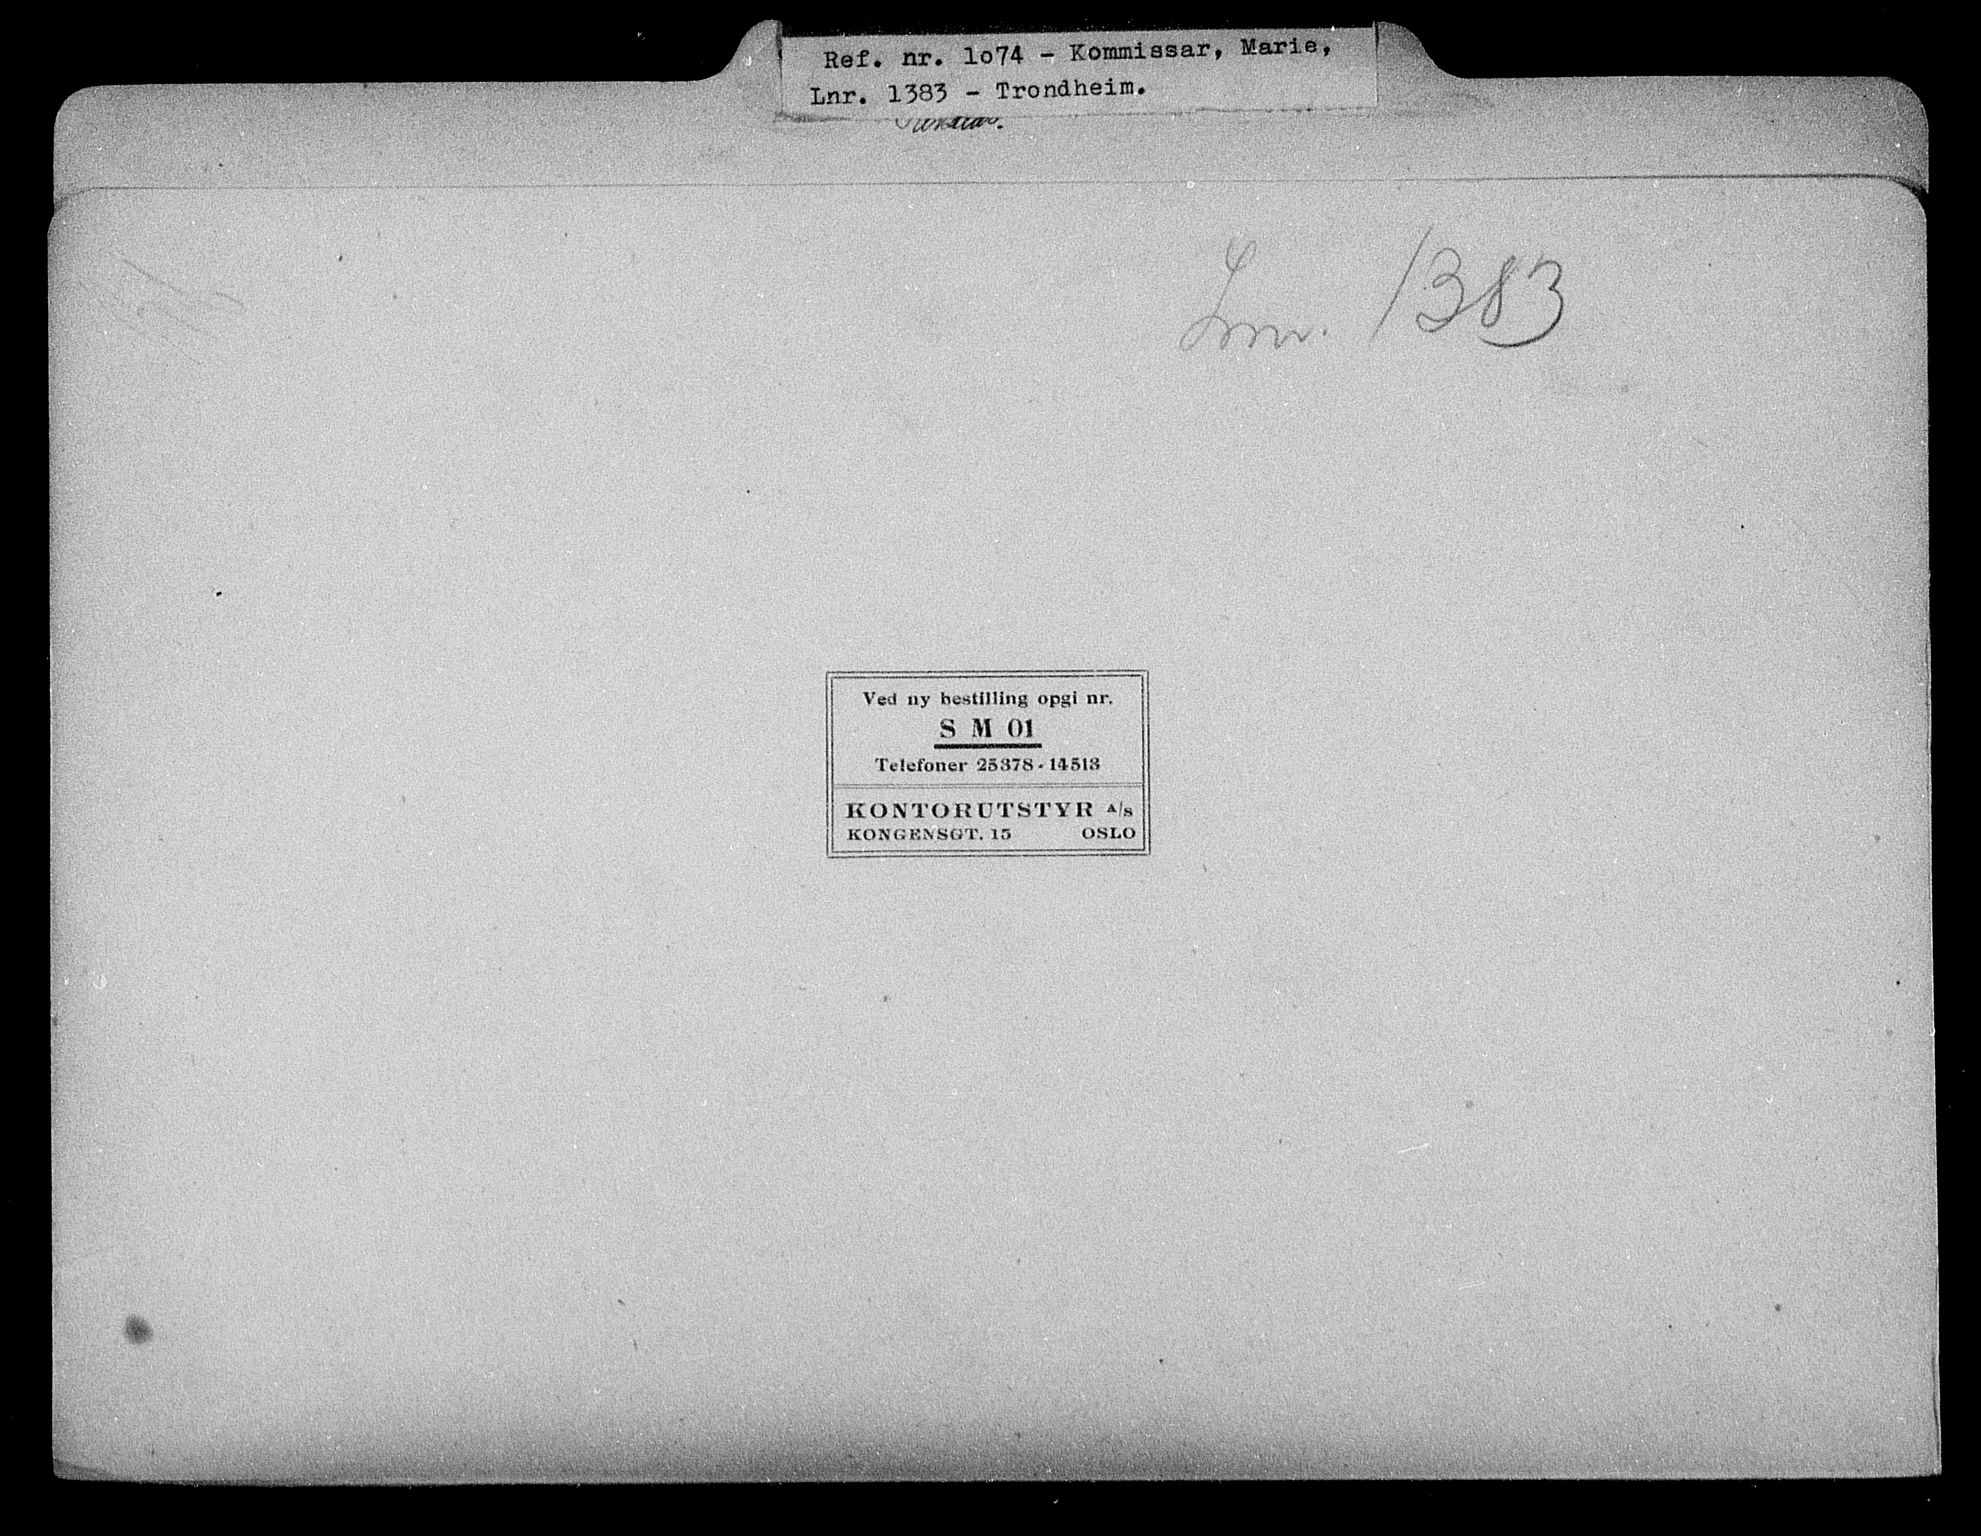 Ref. nr. 1o74 - Kommissar, Marie,
Lnr. 1383 - Trondheim.
Lnr. 1383
Ved ny bestilling opgi nr.
S M 01
Telefoner 25378-14513
KONTORUTSTYR A/S
KONGENSGT. 15 OSLO